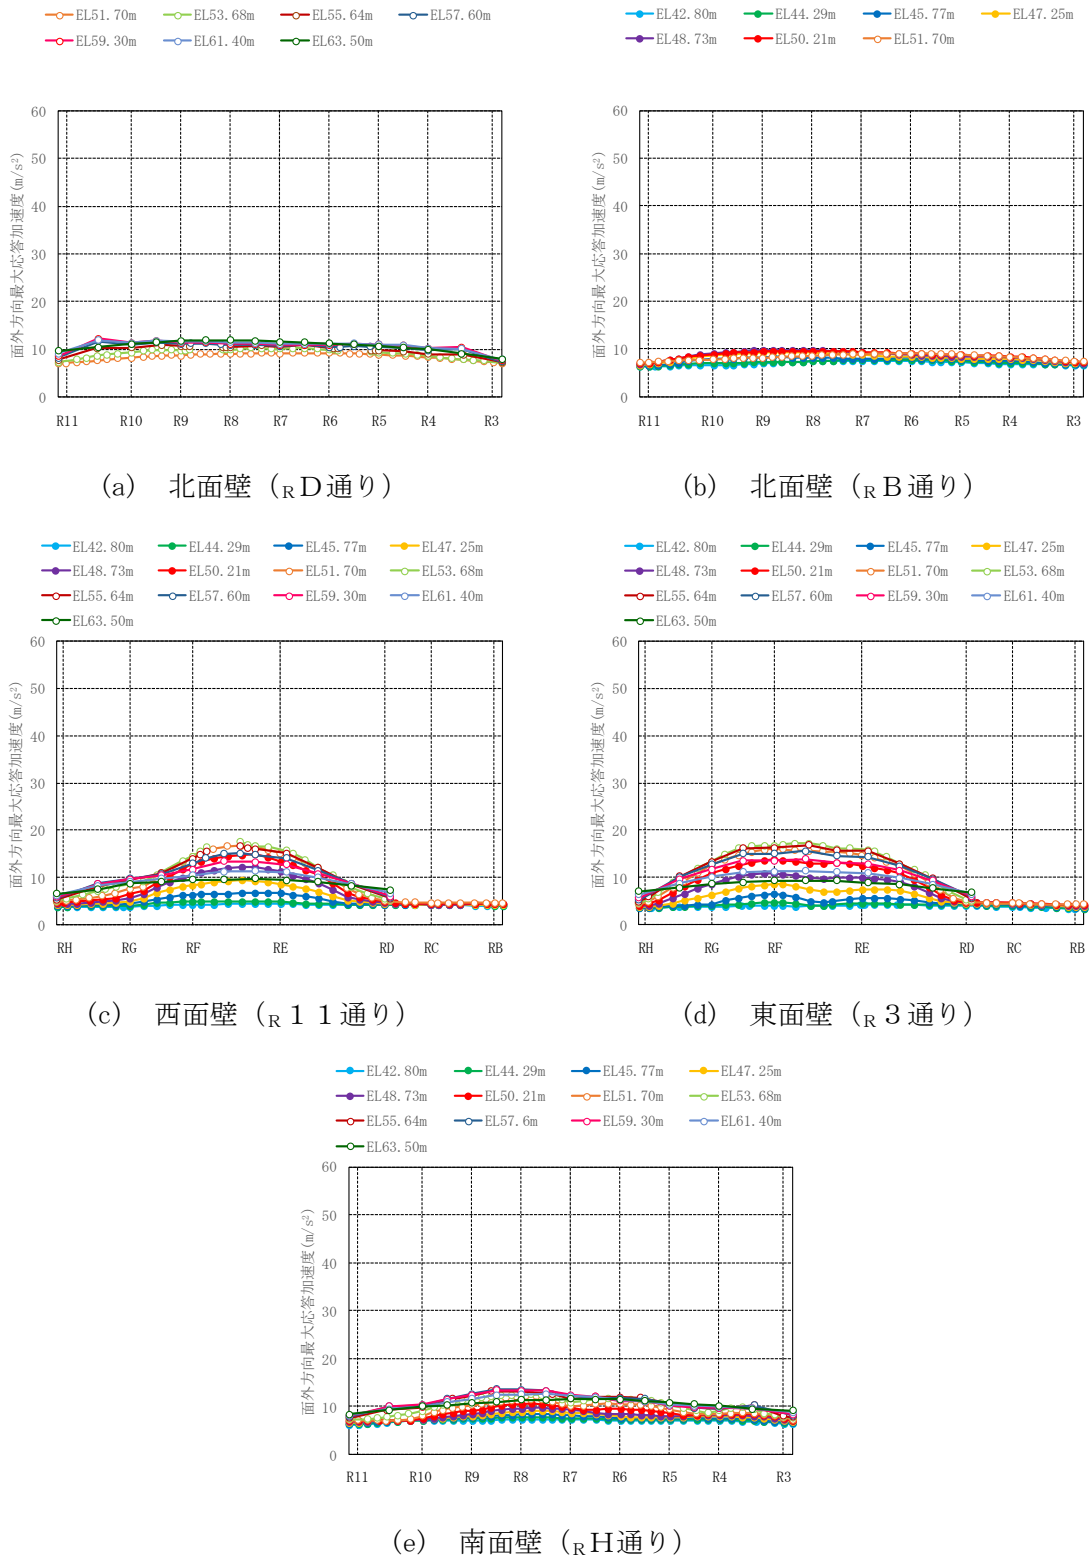 EL51.70m EL53.68m EL55.64m EL57.60m
EL59.30m EL61.40m EL63.50m
面外方向最大応答加速度(m/s²)
60
50
40
30
20
10
0
R11 R10 R9 R8 R7 R6 R5 R4 R3
(a) 北面壁（RD通り）
EL42.80m EL44.29m EL45.77m EL47.25m
EL48.73m EL50.21m EL51.70m
面外方向最大応答加速度(m/s²)
60
50
40
30
20
10
0
R11 R10 R9 R8 R7 R6 R5 R4 R3
(b) 北面壁（RB通り）
EL42.80m EL44.29m EL45.77m EL47.25m
EL48.73m EL50.21m EL51.70m EL53.68m
EL55.64m EL57.60m EL59.30m EL61.40m
EL63.50m
面外方向最大応答加速度(m/s²)
60
50
40
30
20
10
0
RH RG RF RE RD RC RB
(c) 西面壁（R１１通り）
EL42.80m EL44.29m EL45.77m EL47.25m
EL48.73m EL50.21m EL51.70m EL53.68m
EL55.64m EL57.60m EL59.30m EL61.40m
EL63.50m
面外方向最大応答加速度(m/s²)
60
50
40
30
20
10
0
RH RG RF RE RD RC RB
(d) 東面壁（R３通り）
EL42.80m EL44.29m EL45.77m EL47.25m
EL48.73m EL50.21m EL51.70m EL53.68m
EL55.64m EL57.6m EL59.30m EL61.40m
EL63.50m
面外方向最大応答加速度(m/s²)
60
50
40
30
20
10
0
R11 R10 R9 R8 R7 R6 R5 R4 R3
(e) 南面壁（RH通り）